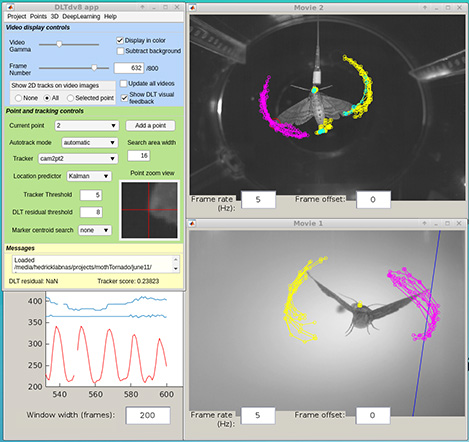 DLTdv8 app
Project Points 3D DeepLearning Help
Video display controls
Video Gamma
Display in color
Subtract background
Frame Number
632 /800
Show 2D tracks on video images
None All Selected point
Update all videos
Show DLT visual feedback
Point and tracking controls
Current point 2 Add a point
Autotrack mode automatic Search area width
Tracker cam2pt2 16
Location predictor Kalman Point zoom view
Tracker Threshold 5
DLT residual threshold 8
Marker centroid search none
Messages
Loaded
/media/hedricklabnas/projects/mothTornado/june11/
DLT residual: NaN Tracker score: 0.23823
400
350
300
250
200
540 560 580 600
Window width (frames): 200
Movie 2
Frame rate (Hz): 5 Frame offset: 0
Movie 1
Frame rate (Hz): 5 Frame offset: 0